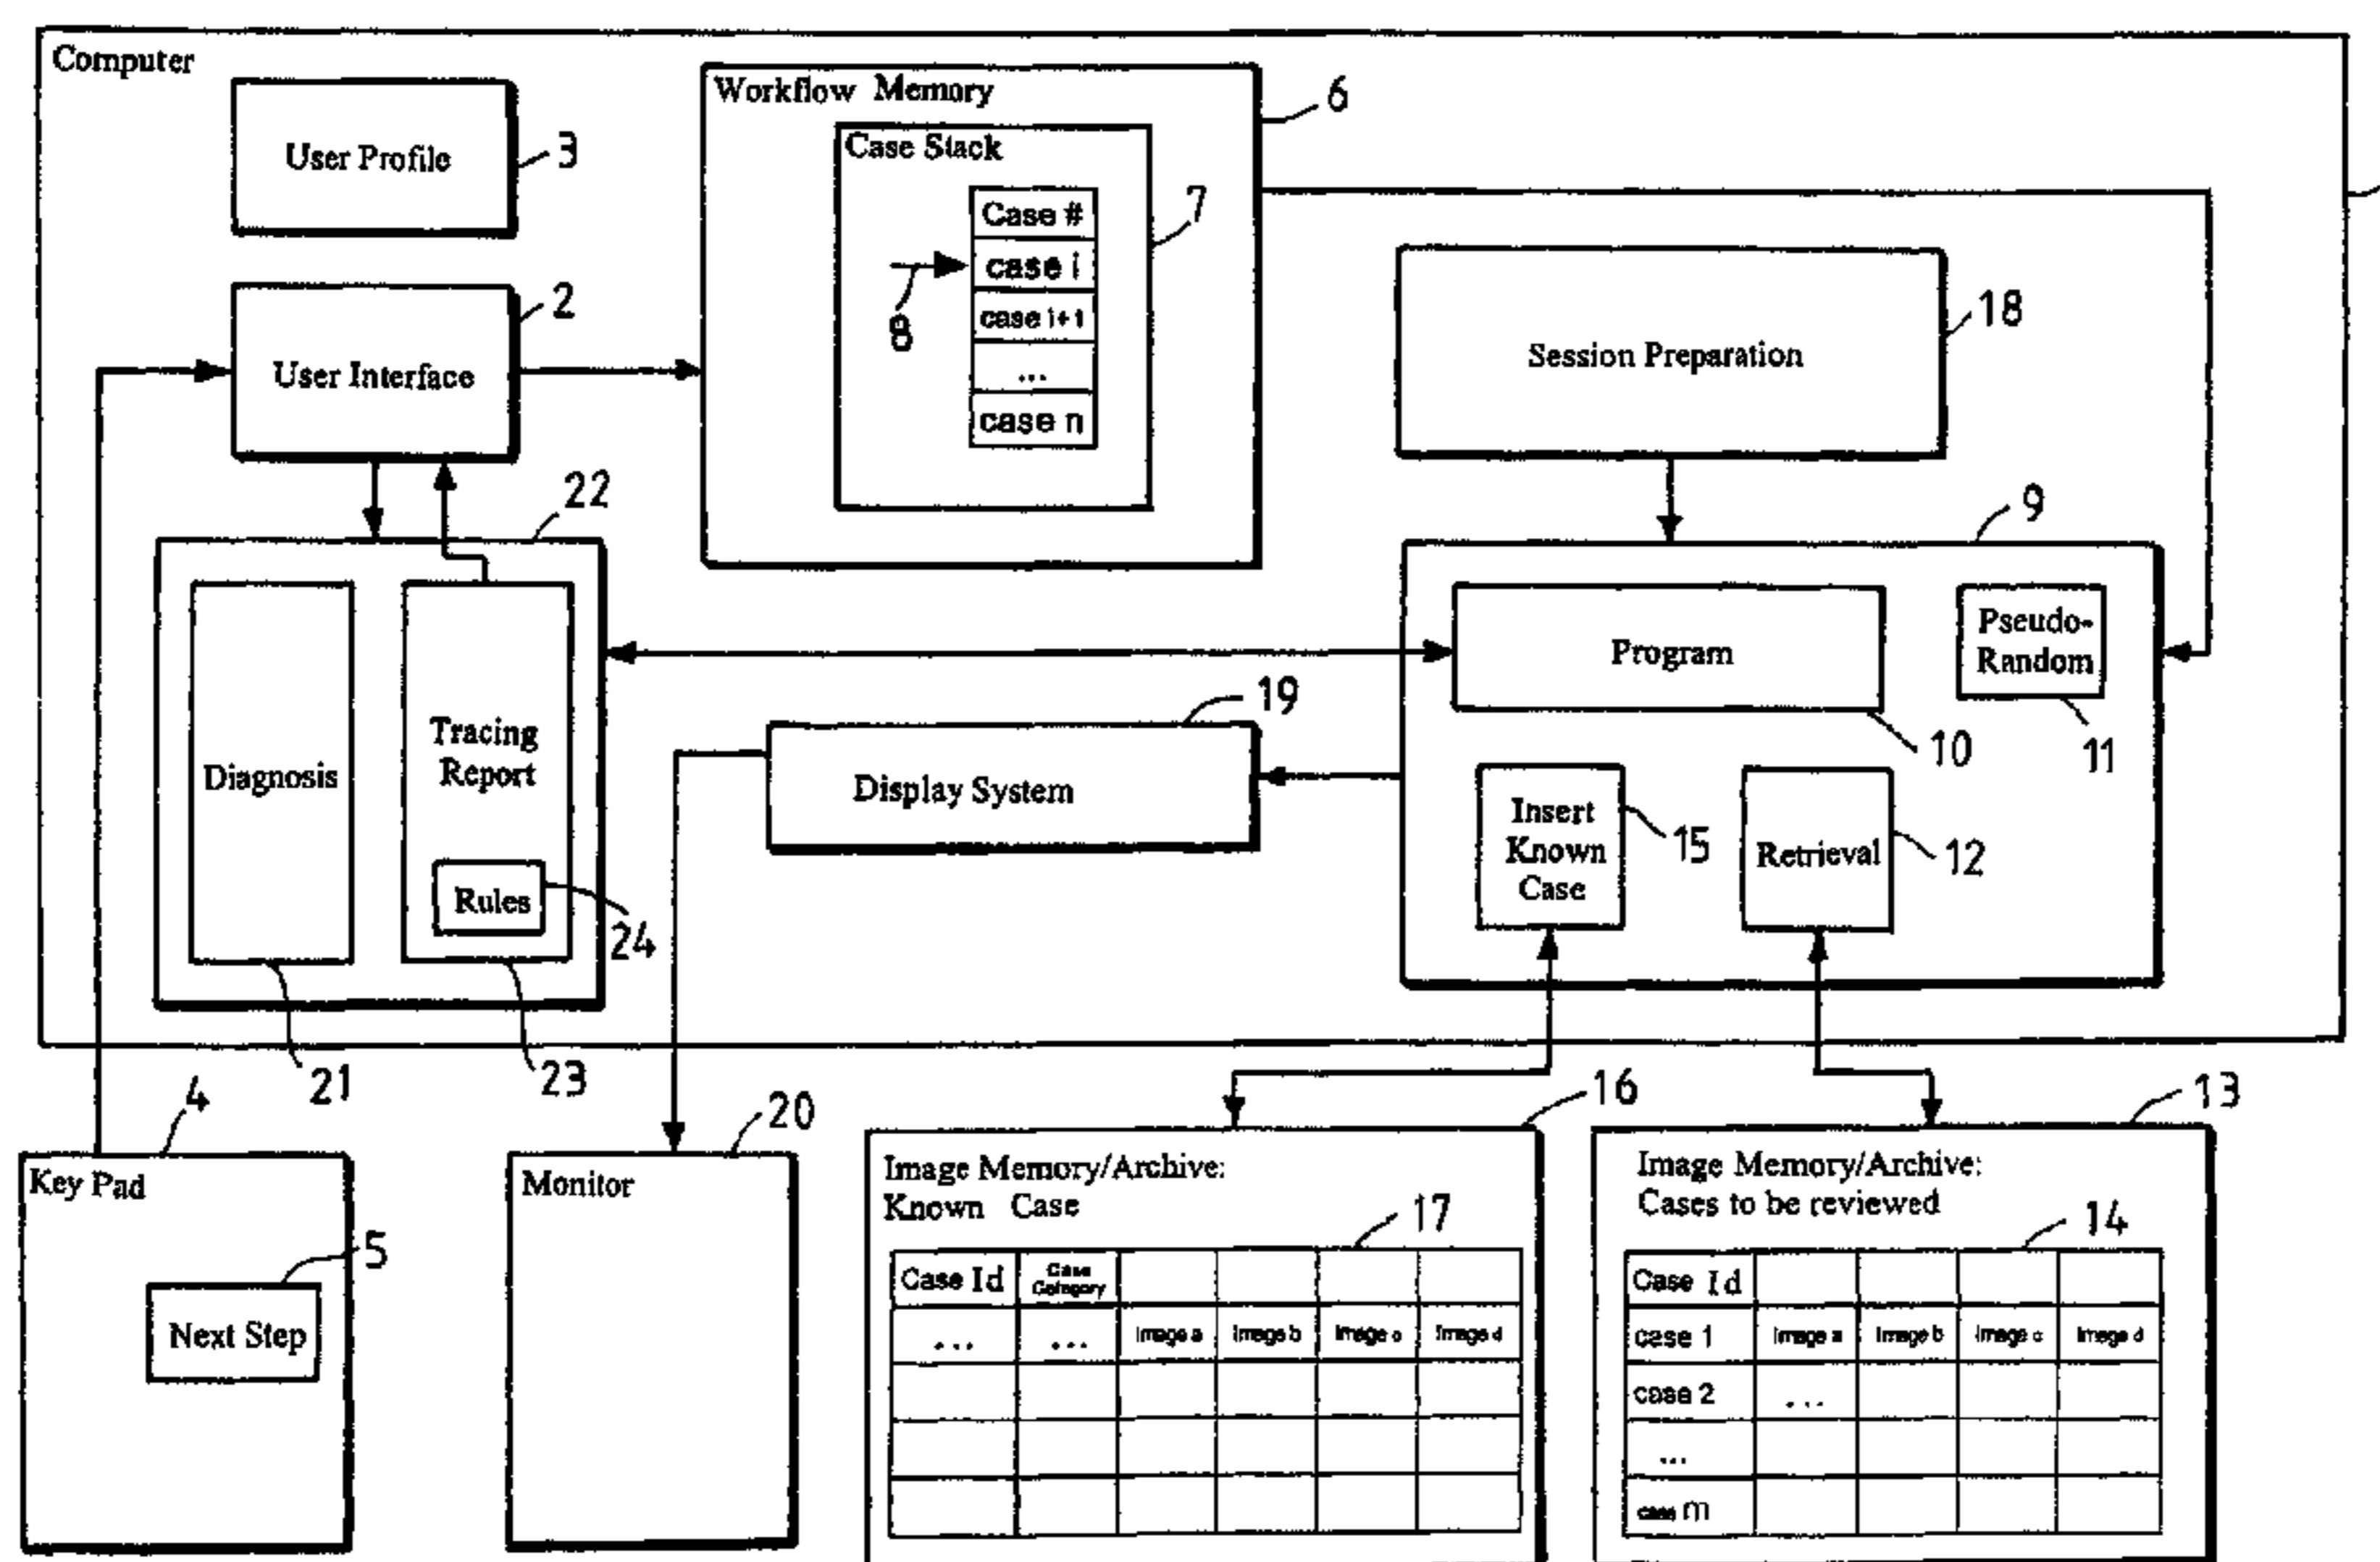 Computer
User Profile
3
Workflow Memory
6
Case Stack
7
Case #
case i
8
case i+1
...
case n
2
User Interface
Session Preparation
18
22
9
Diagnosis
Tracing
Report
Rules
24
21
23
Program
10
Pseudo-
Random
11
19
Display System
Insert
Known
Case
15
Retrieval
12
4
Key Pad
5
Next Step
20
Monitor
16
Image Memory/Archive:
Known Case
17
Case Id Case Category
... ... Image a Image b Image c Image d
13
Image Memory/Archive:
Cases to be reviewed
14
Case Id
case 1 Image a Image b Image c Image d
case 2 ...
...
case m